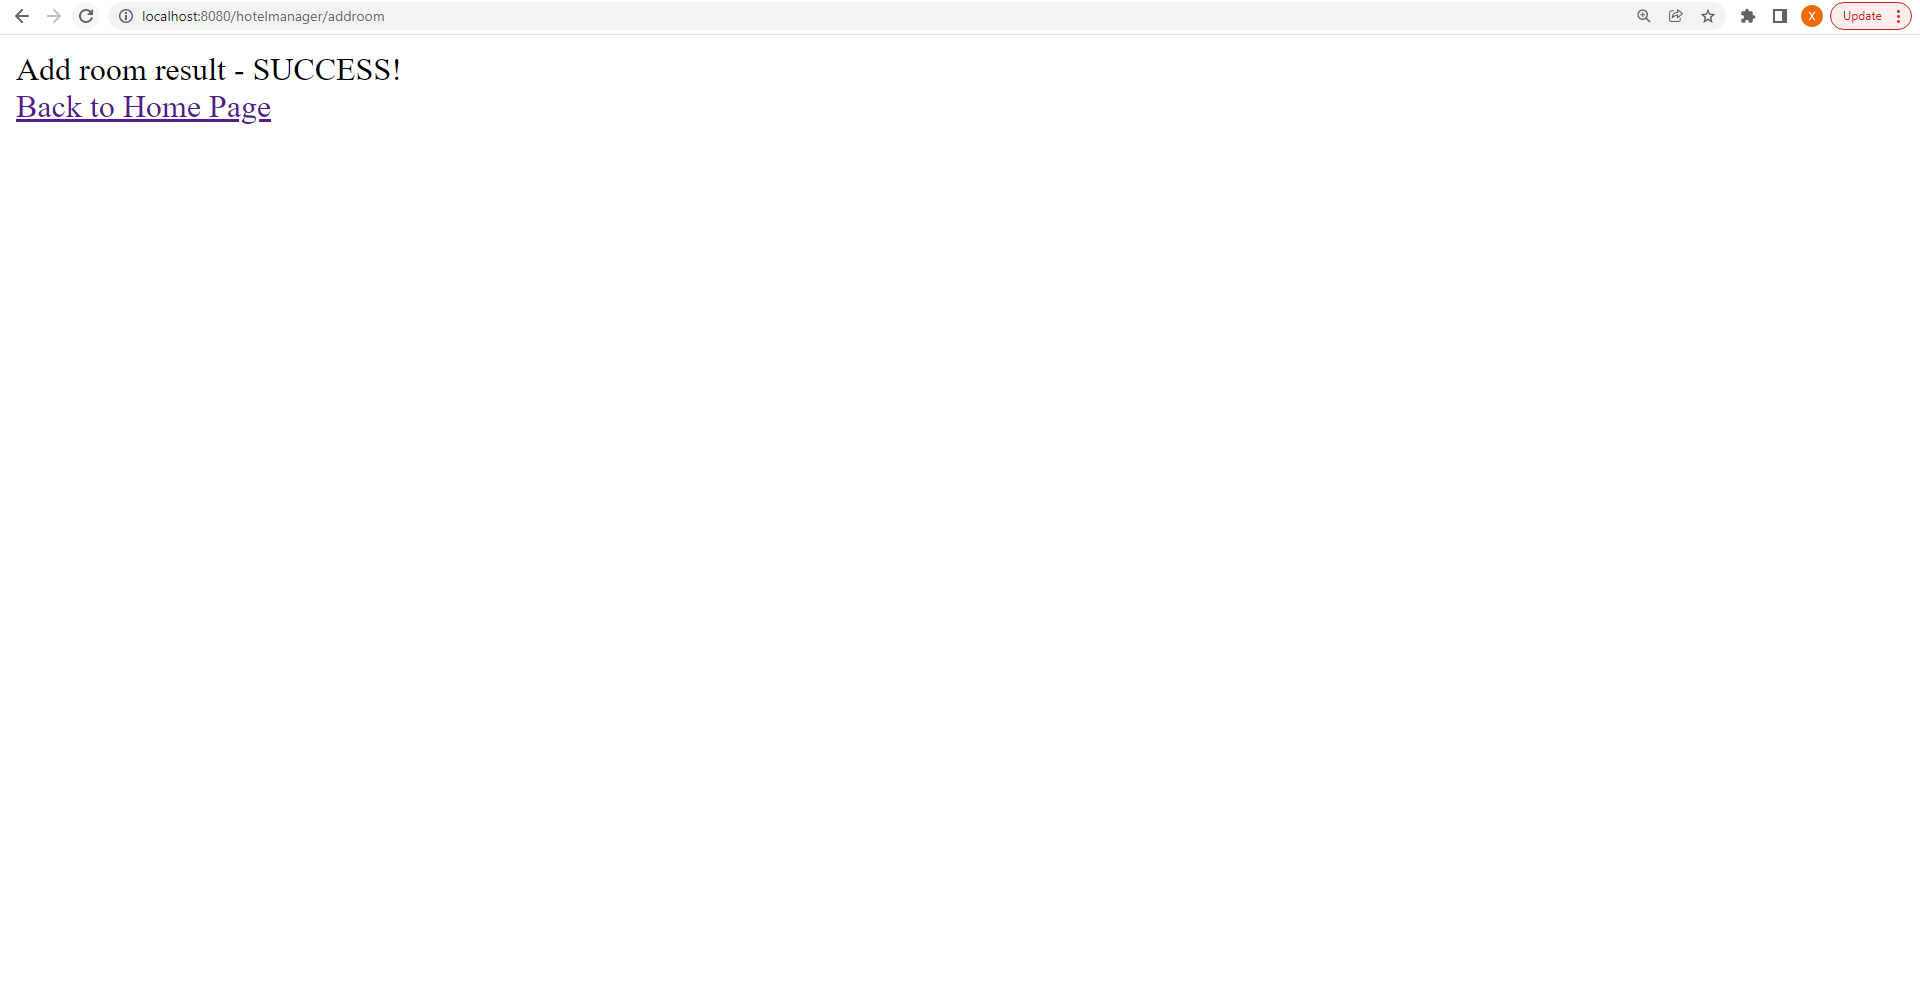 localhost:8080/hotelmanager/addroom
X
Update
Add room result - SUCCESS!
Back to Home Page